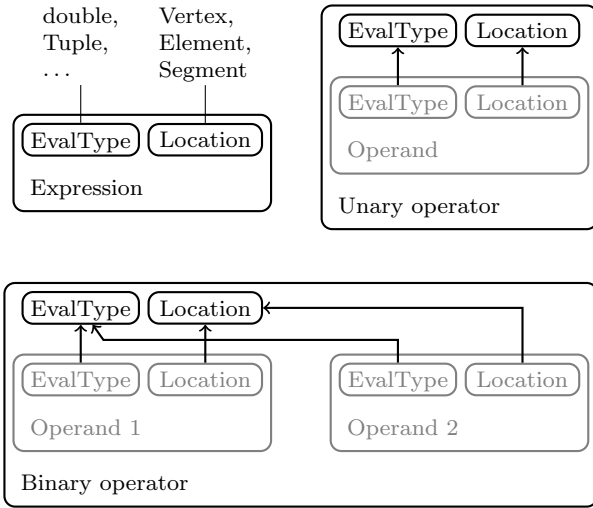 double,
Tuple,
...
Vertex,
Element,
Segment
EvalType Location
Expression
EvalType Location
EvalType Location
Operand
Unary operator
EvalType Location
EvalType Location
Operand 1
EvalType Location
Operand 2
Binary operator